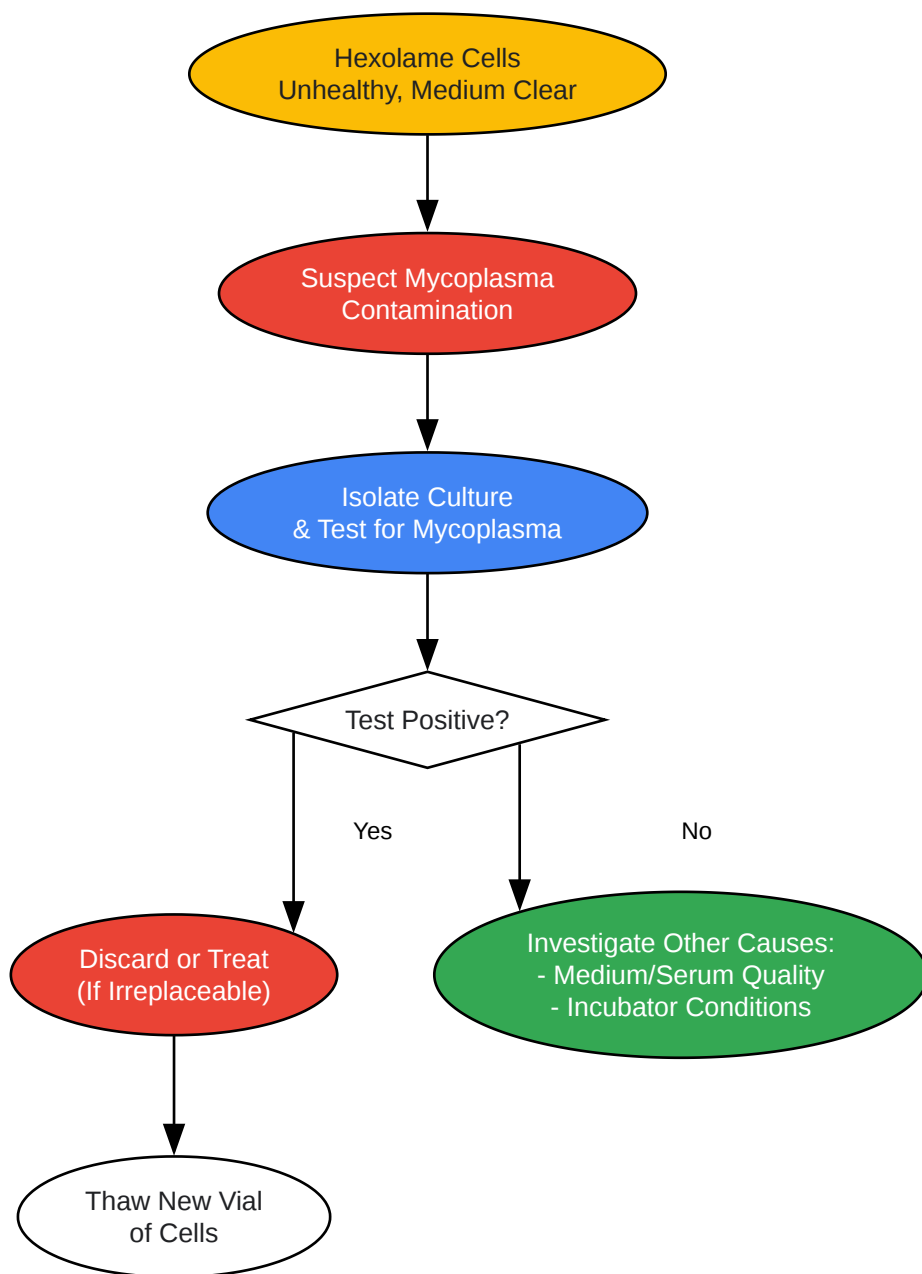 Hexolame Cells
Unhealthy, Medium Clear
Suspect Mycoplasma
Contamination
Isolate Culture
& Test for Mycoplasma
Test Positive?
Yes
No
Discard or Treat
(If Irreplaceable)
Investigate Other Causes:
- Medium/Serum Quality
- Incubator Conditions
Thaw New Vial
of Cells